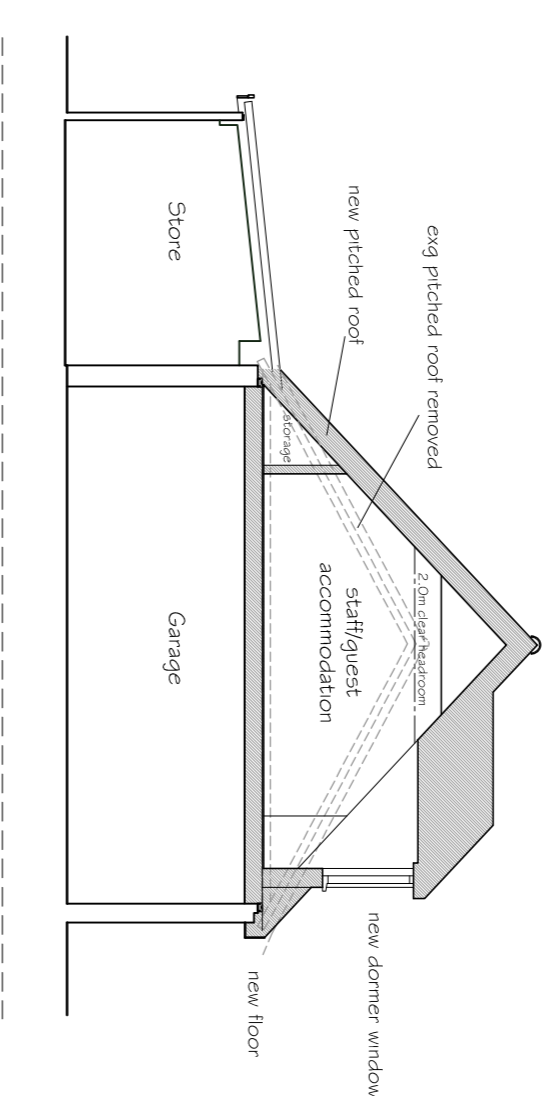 exg pitched roof removed
new pitched roof
2.0m clear headroom
storage
staff/guest
accommodation
new dormer window
new floor
Store
Garage